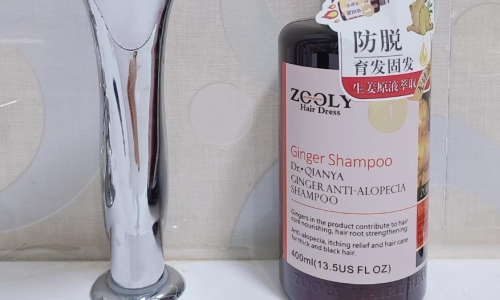 防脱
育发固发
生姜原液萃取
ZOOLY
Hair Dress
Ginger Shampoo
Dr•QIANYA
GINGER ANTI-ALOPECIA
SHAMPOO
Gingers in the product contribute to hair
core nourishing, hair root strengthening
Anti-alopecia, itching relief and hair care
for thick and black hair.
400ml(13.5US FL OZ)